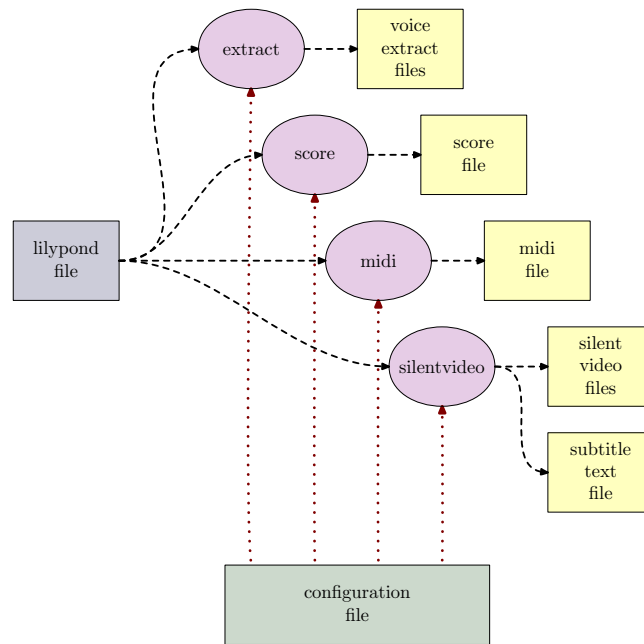 extract
voice
extract
files
score
score
file
lilypond
file
midi
midi
file
silentvideo
silent
video
files
subtitle
text
file
configuration
file